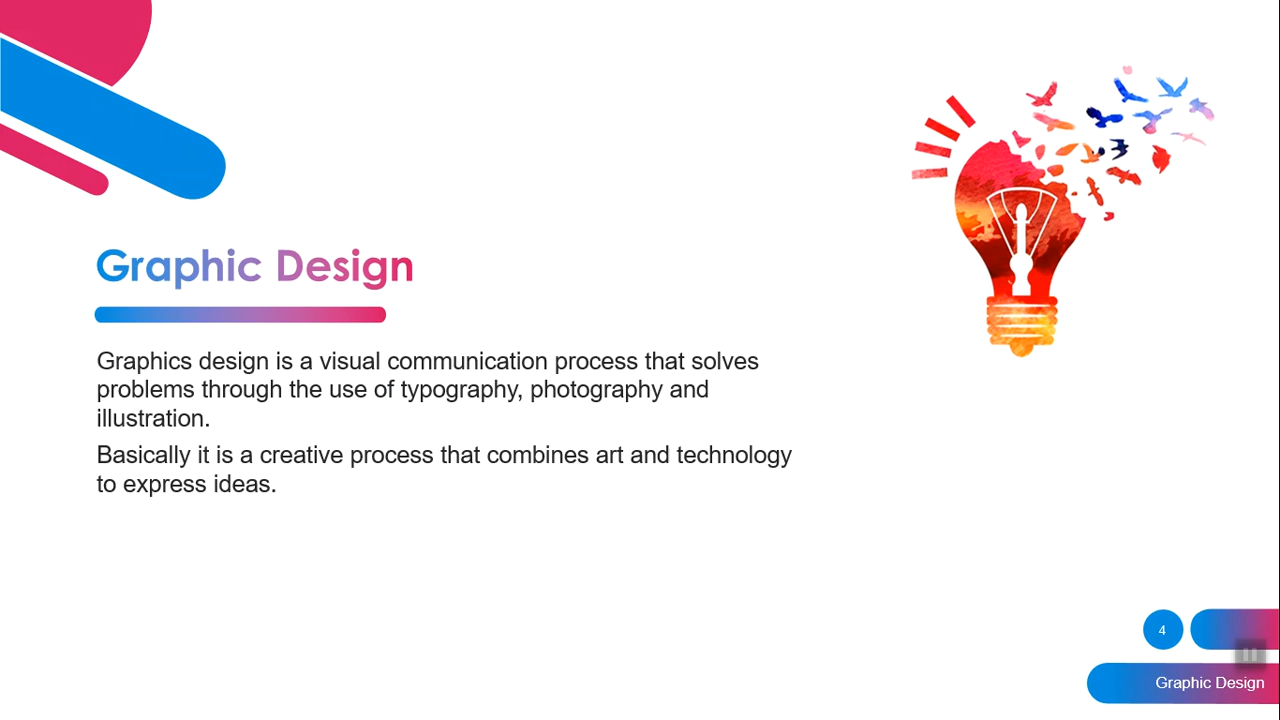 Graphic Design
Graphics design is a visual communication process that solves
problems through the use of typography, photography and
illustration.
Basically it is a creative process that combines art and technology
to express ideas.
4
Graphic Design